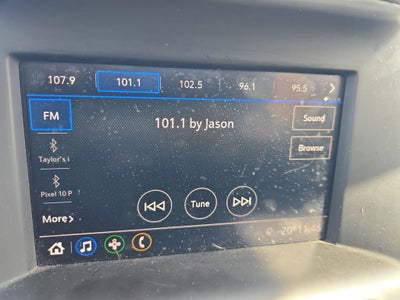 107.9 101.1 102.5 96.1 95.5
FM
101.1 by Jason
Sound
Browse
Taylor's i
Pixel 10 P
Tune
More